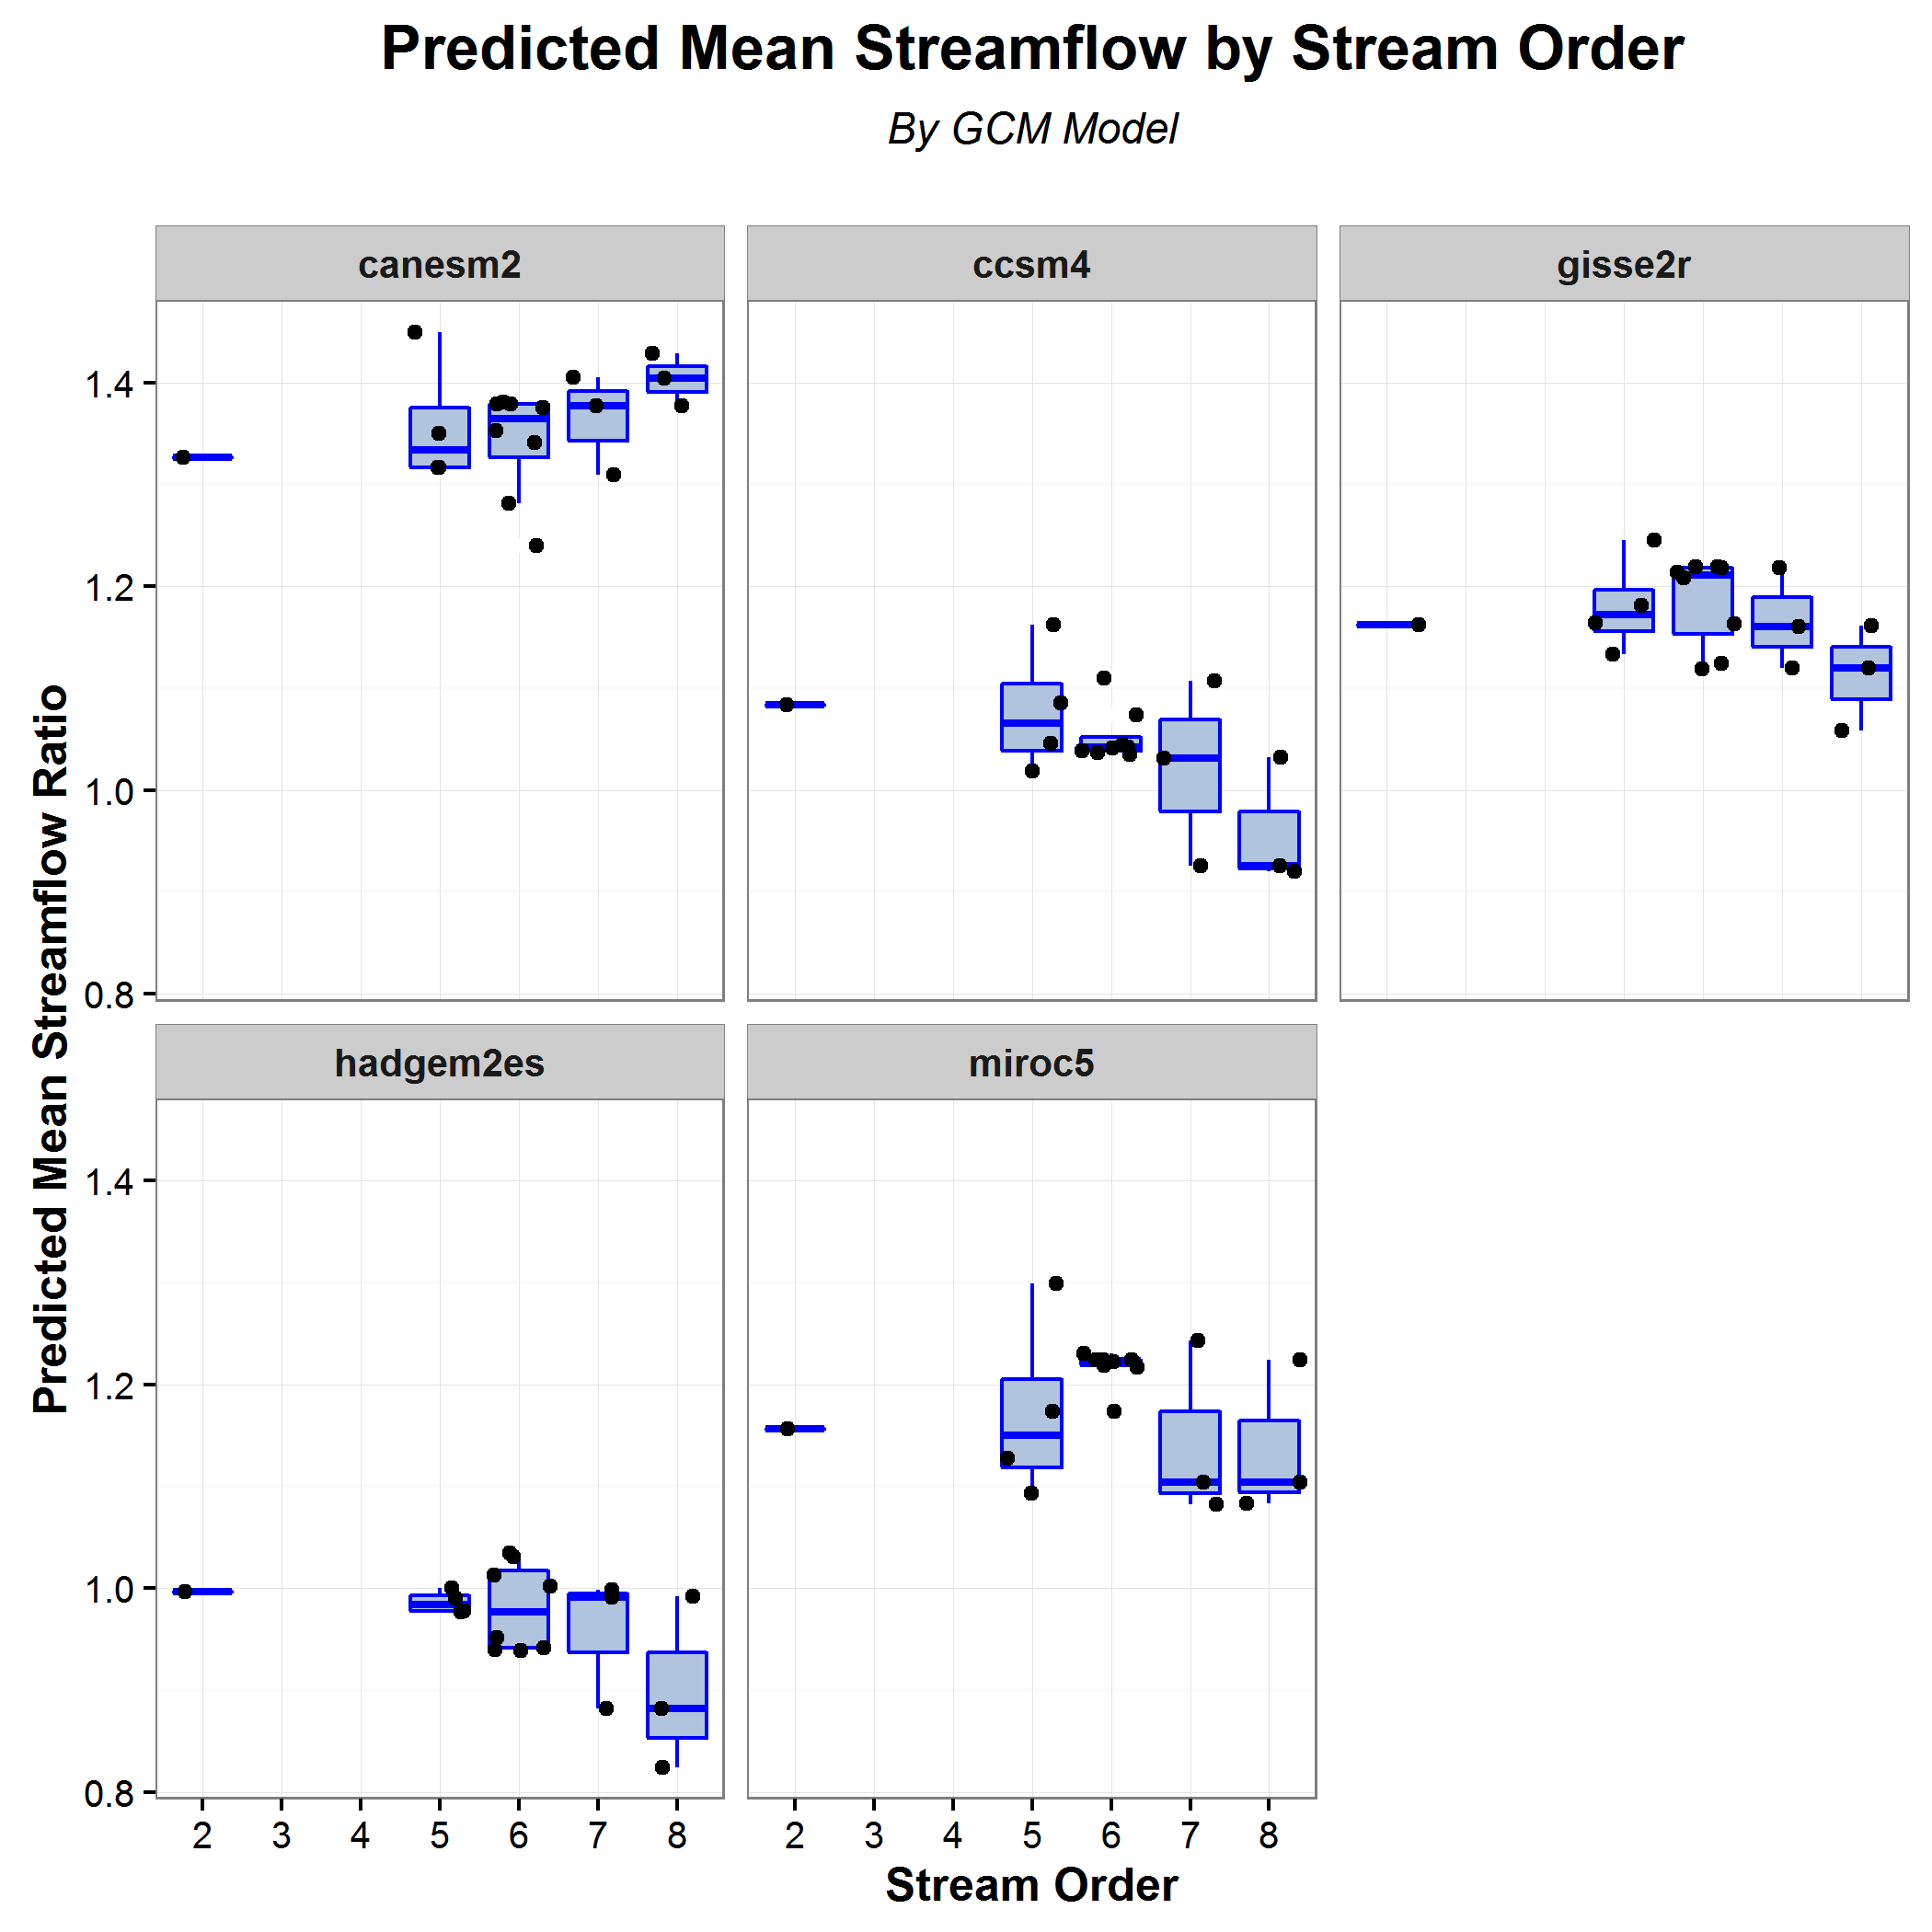 Predicted Mean Streamflow by Stream Order
By GCM Model
canesm2
ccsm4
gisse2r
1.4
1.2
1.0
0.8
Predicted Mean Streamflow Ratio
hadgem2es
miroc5
1.4
1.2
1.0
0.8
2 3 4 5 6 7 8
2 3 4 5 6 7 8
Stream Order